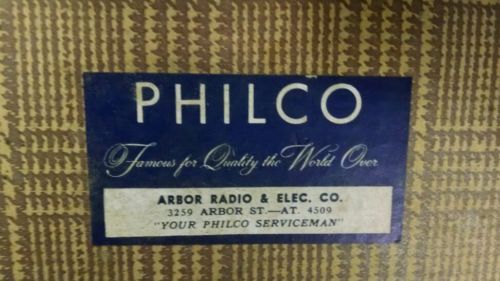 PHILCO
Famous for Quality the World Over
ARBOR RADIO & ELEC. CO.
3259 ARBOR ST.—AT. 4509
"YOUR PHILCO SERVICEMAN"